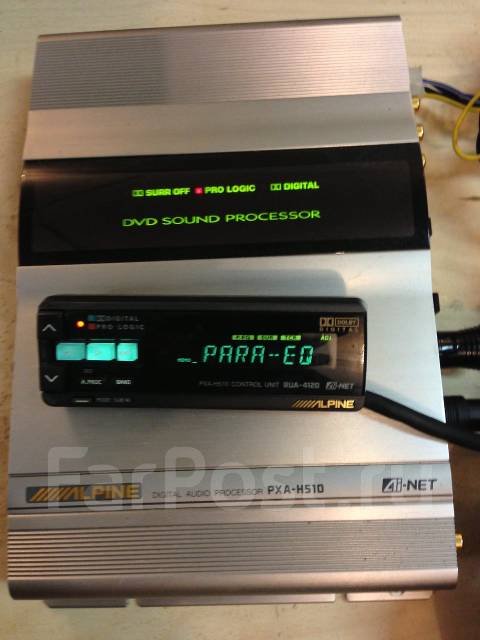 SURR OFF PRO LOGIC DIGITAL
DVD SOUND PROCESSOR
DIGITAL
PRO LOGIC
DOLBY
DIGITAL
PARA-EQ
A.PROC BAND
PXA-H510 CONTROL UNIT RUA-4120 Ai-NET
ALPINE
FarPost.ru
ALPINE DIGITAL AUDIO PROCESSOR PXA-H510 Ai-NET